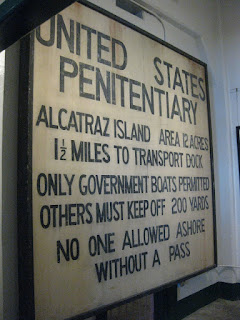 UNITED STATES
PENITENTIARY
ALCATRAZ ISLAND AREA 12 ACRES
1½ MILES TO TRANSPORT DOCK
ONLY GOVERNMENT BOATS PERMITTED
OTHERS MUST KEEP OFF 200 YARDS
NO ONE ALLOWED ASHORE
WITHOUT A PASS